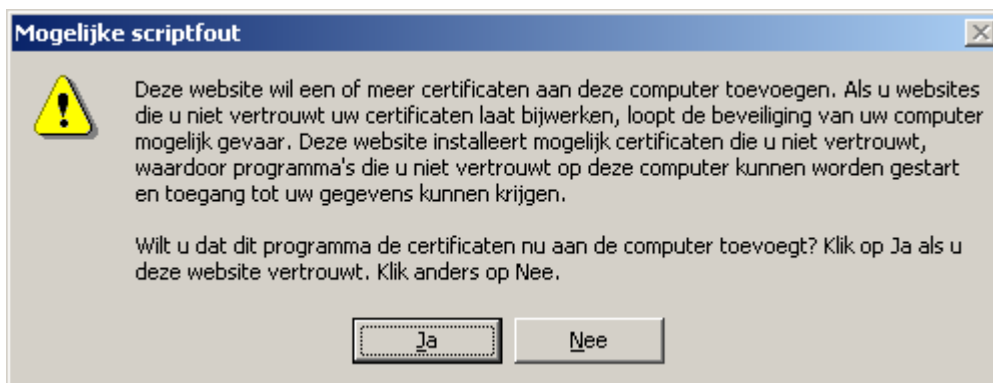 Mogelijke scriptfout
Deze website wil een of meer certificaten aan deze computer toevoegen. Als u websites
die u niet vertrouwt uw certificaten laat bijwerken, loopt de beveiliging van uw computer
mogelijk gevaar. Deze website installeert mogelijk certificaten die u niet vertrouwt,
waardoor programma's die u niet vertrouwt op deze computer kunnen worden gestart
en toegang tot uw gegevens kunnen krijgen.
Wilt u dat dit programma de certificaten nu aan de computer toevoegt? Klik op Ja als u
deze website vertrouwt. Klik anders op Nee.
Ja
Nee